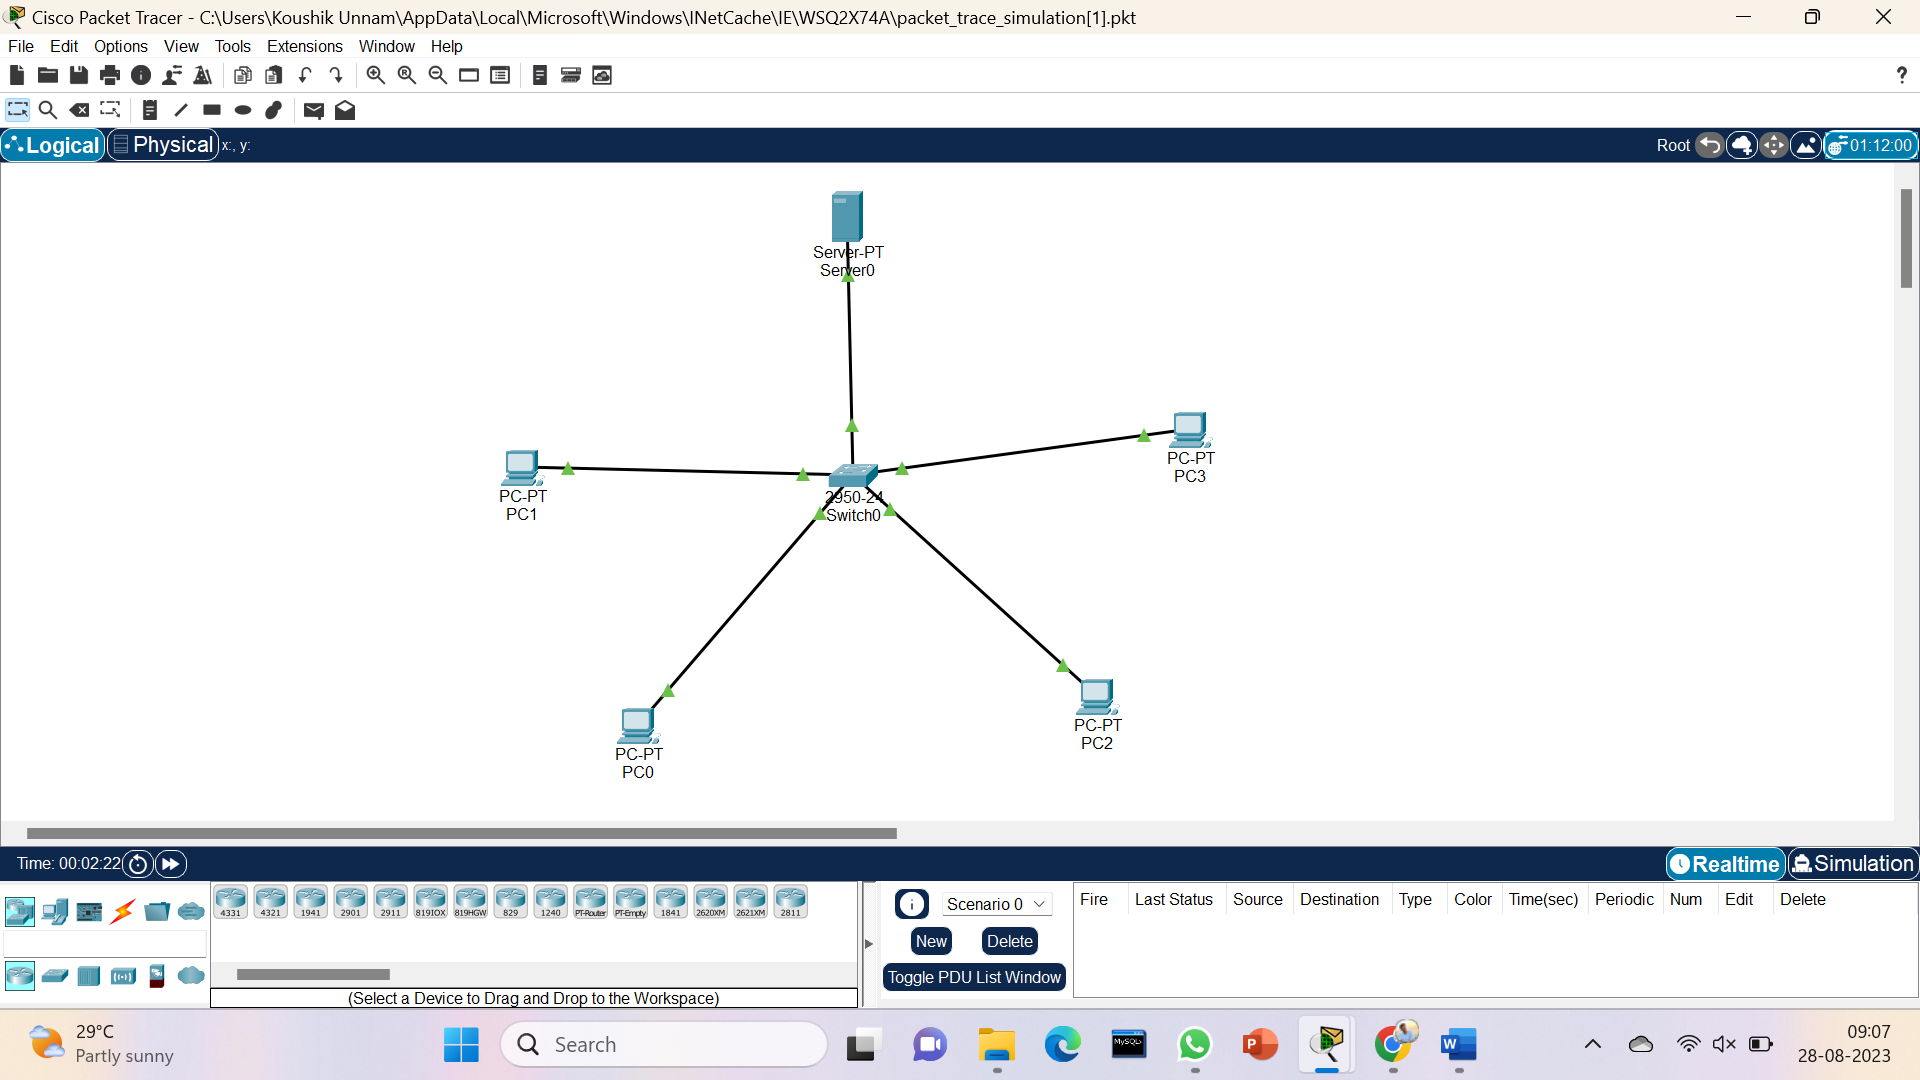 Cisco Packet Tracer - C:\Users\Koushik Unnam\AppData\Local\Microsoft\Windows\INetCache\IE\WSQ2X74A\packet_trace_simulation[1].pkt
File Edit Options View Tools Extensions Window Help
?
Logical Physical x:, y: Root 01:12:00
Server-PT
Server0
PC-PT
PC3
PC-PT
PC1
2950-24
Switch0
PC-PT
PC2
PC-PT
PC0
Time: 00:02:22 Realtime Simulation
4331 4321 1941 2901 2911 819IOX 819HGW 829 1240 PT-Router PT-Empty 1841 2620XM 2621XM 2811
Scenario 0
New Delete
Toggle PDU List Window
Fire Last Status Source Destination Type Color Time(sec) Periodic Num Edit Delete
(Select a Device to Drag and Drop to the Workspace)
29°C
Partly sunny
Search
MySQL
P
W
09:07
28-08-2023